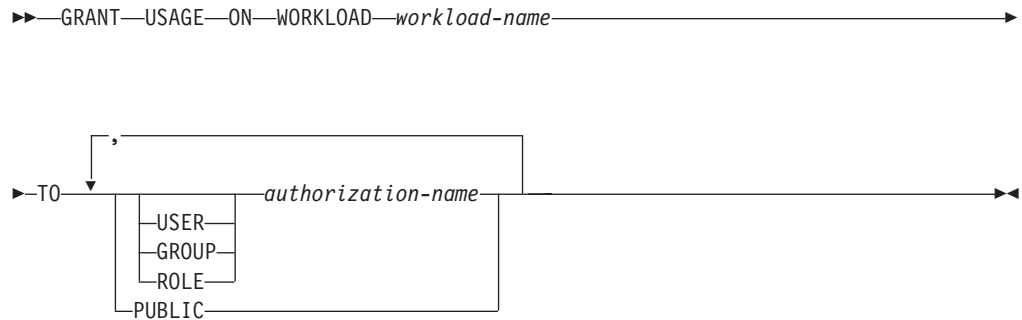 GRANT USAGE ON WORKLOAD workload-name
,
TO authorization-name
USER
GROUP
ROLE
PUBLIC